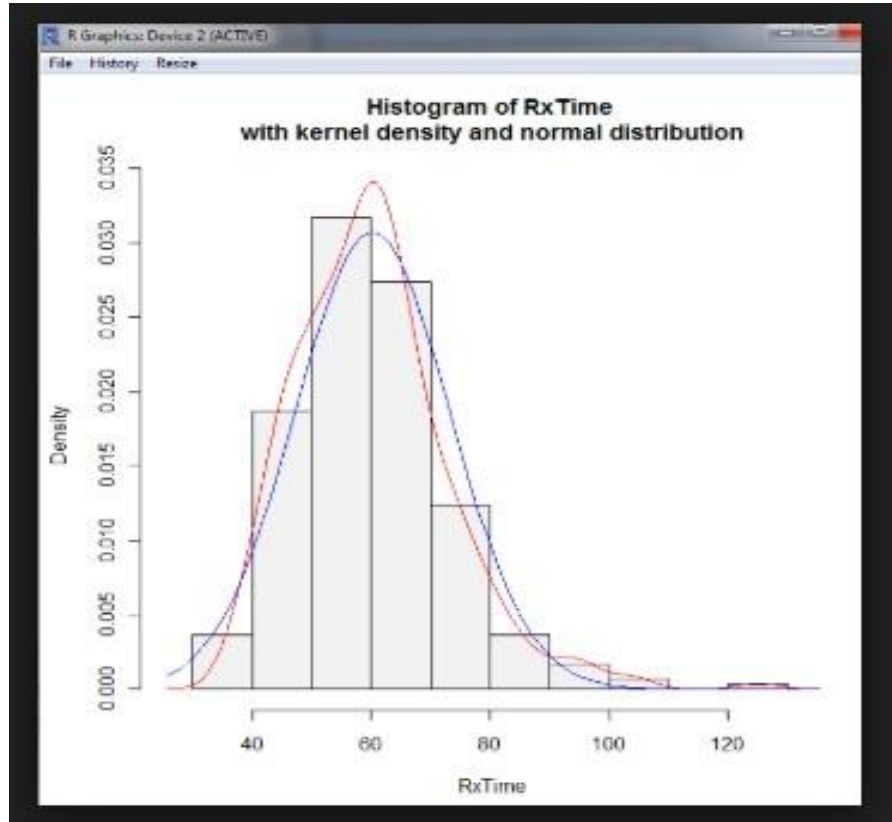 R Graphics: Device 2 (ACTIVE)
File History Resize
Histogram of RxTime
with kernel density and normal distribution
0.035
0.030
0.025
0.020
0.015
0.010
0.005
0.000
Density
40 60 80 100 120
RxTime